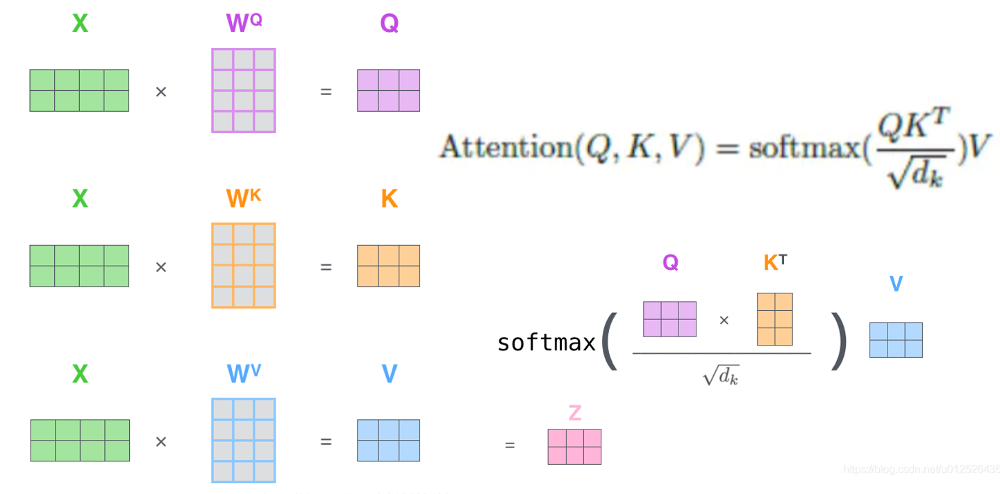 X W^Q Q
× =
Attention(Q, K, V) = softmax(QK^T/√d_k)V
X W^K K
× =
Q K^T V
softmax( × / √d_k )
X W^V V
× =
Z
=
https://blog.csdn.net/u012526436